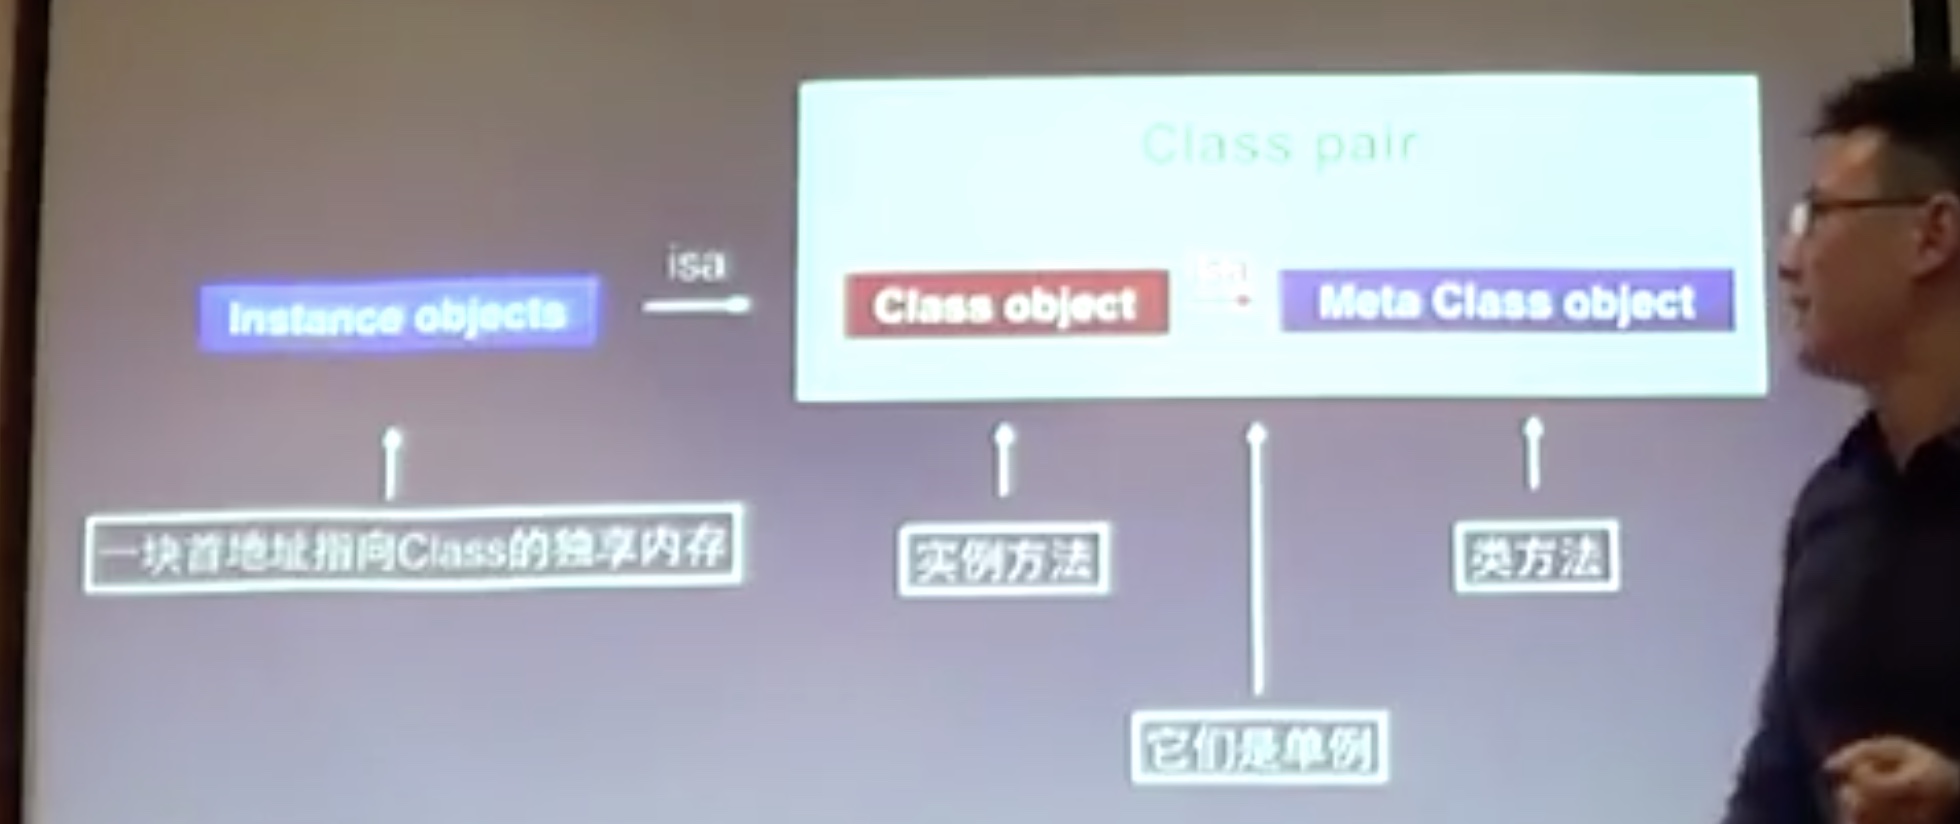 Class pair
isa
isa
Instance objects
Class object
Meta Class object
一块首地址指向Class的独享内存
实例方法
类方法
它们是单例